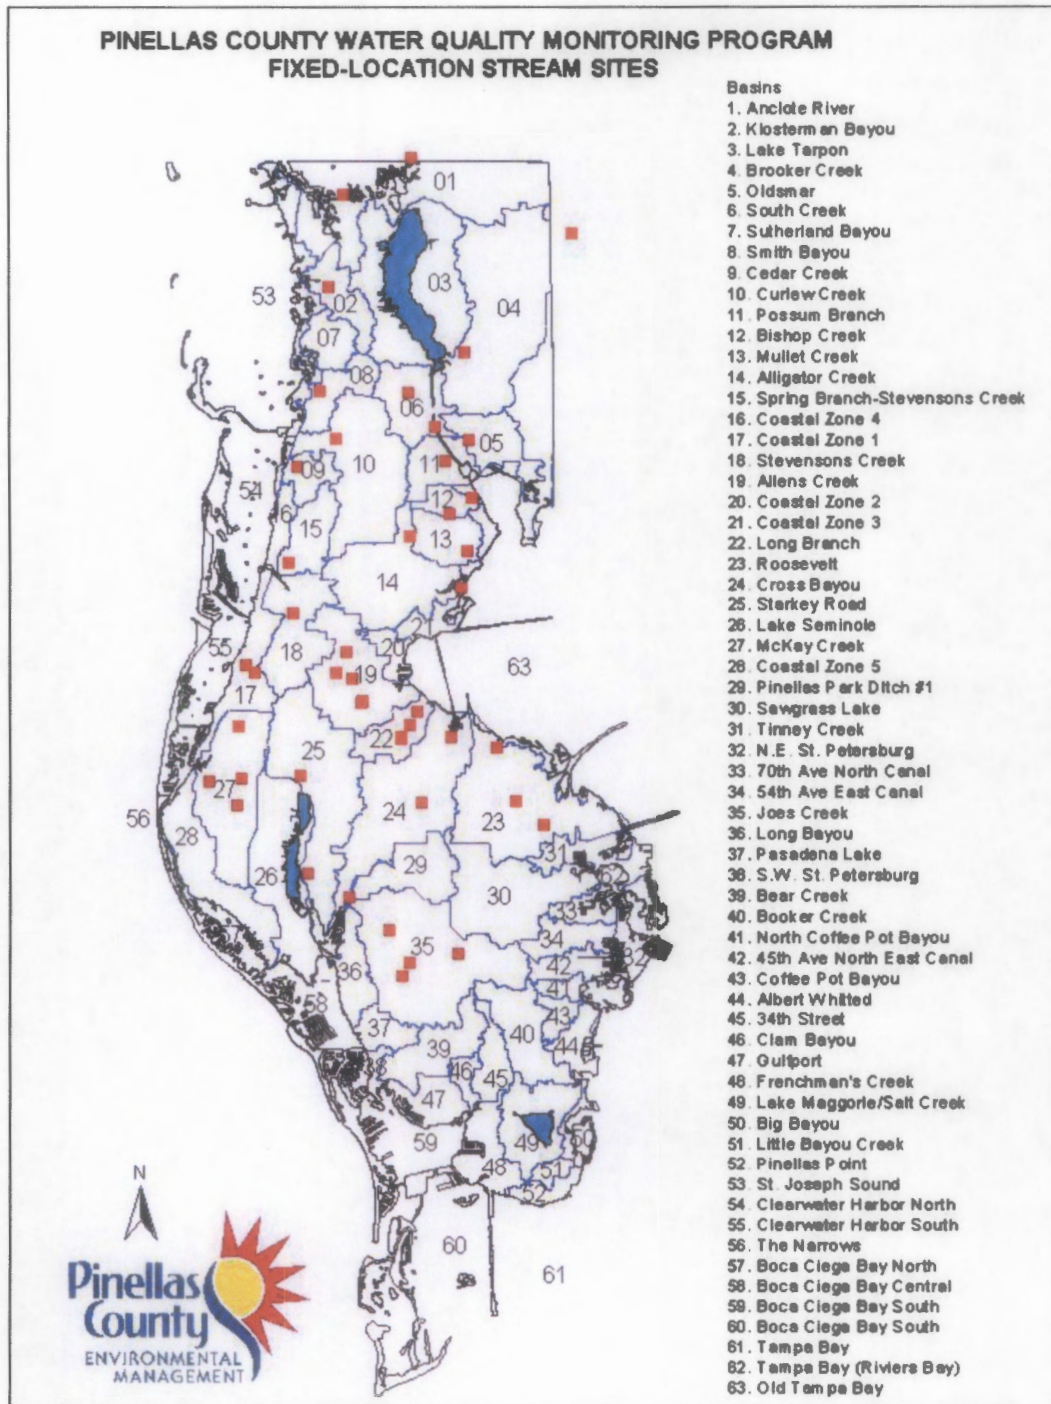 PINELLAS COUNTY WATER QUALITY MONITORING PROGRAM
FIXED-LOCATION STREAM SITES
Basins
1. Anclote River
2. Klosterman Bayou
3. Lake Tarpon
4. Brooker Creek
5. Oldsmar
6. South Creek
7. Sutherland Bayou
8. Smith Bayou
9. Cedar Creek
10. Curlew Creek
11. Possum Branch
12. Bishop Creek
13. Mullet Creek
14. Alligator Creek
15. Spring Branch-Stevensons Creek
16. Coastal Zone 4
17. Coastal Zone 1
18. Stevensons Creek
19. Allens Creek
20. Coastal Zone 2
21. Coastal Zone 3
22. Long Branch
23. Roosevelt
24. Cross Bayou
25. Starkey Road
26. Lake Seminole
27. McKay Creek
28. Coastal Zone 5
29. Pinellas Park Ditch #1
30. Sawgrass Lake
31. Tinney Creek
32. N.E. St. Petersburg
33. 70th Ave North Canal
34. 54th Ave East Canal
35. Joes Creek
36. Long Bayou
37. Pasadena Lake
38. S.W. St. Petersburg
39. Bear Creek
40. Booker Creek
41. North Coffee Pot Bayou
42. 45th Ave North East Canal
43. Coffee Pot Bayou
44. Albert Whitted
45. 34th Street
46. Clam Bayou
47. Gulfport
48. Frenchman's Creek
49. Lake Maggorie/Salt Creek
50. Big Bayou
51. Little Bayou Creek
52. Pinellas Point
53. St. Joseph Sound
54. Clearwater Harbor North
55. Clearwater Harbor South
56. The Narrows
57. Boca Ciega Bay North
58. Boca Ciega Bay Central
59. Boca Ciega Bay South
60. Boca Ciega Bay South
61. Tampa Bay
62. Tampa Bay (Riviera Bay)
63. Old Tampa Bay
01
03
04
53
02
07
08
06
05
10
11
09
54
12
6
15
13
14
2
20
55
18
63
19
17
22
25
27
24
23
56
28
31
29
62
26
30
33
34
35
42
32
36
41
58
43
37
40
39
44
38
46
45
47
49
50
59
48
51
52
60
61
N
Pinellas
County
ENVIRONMENTAL
MANAGEMENT